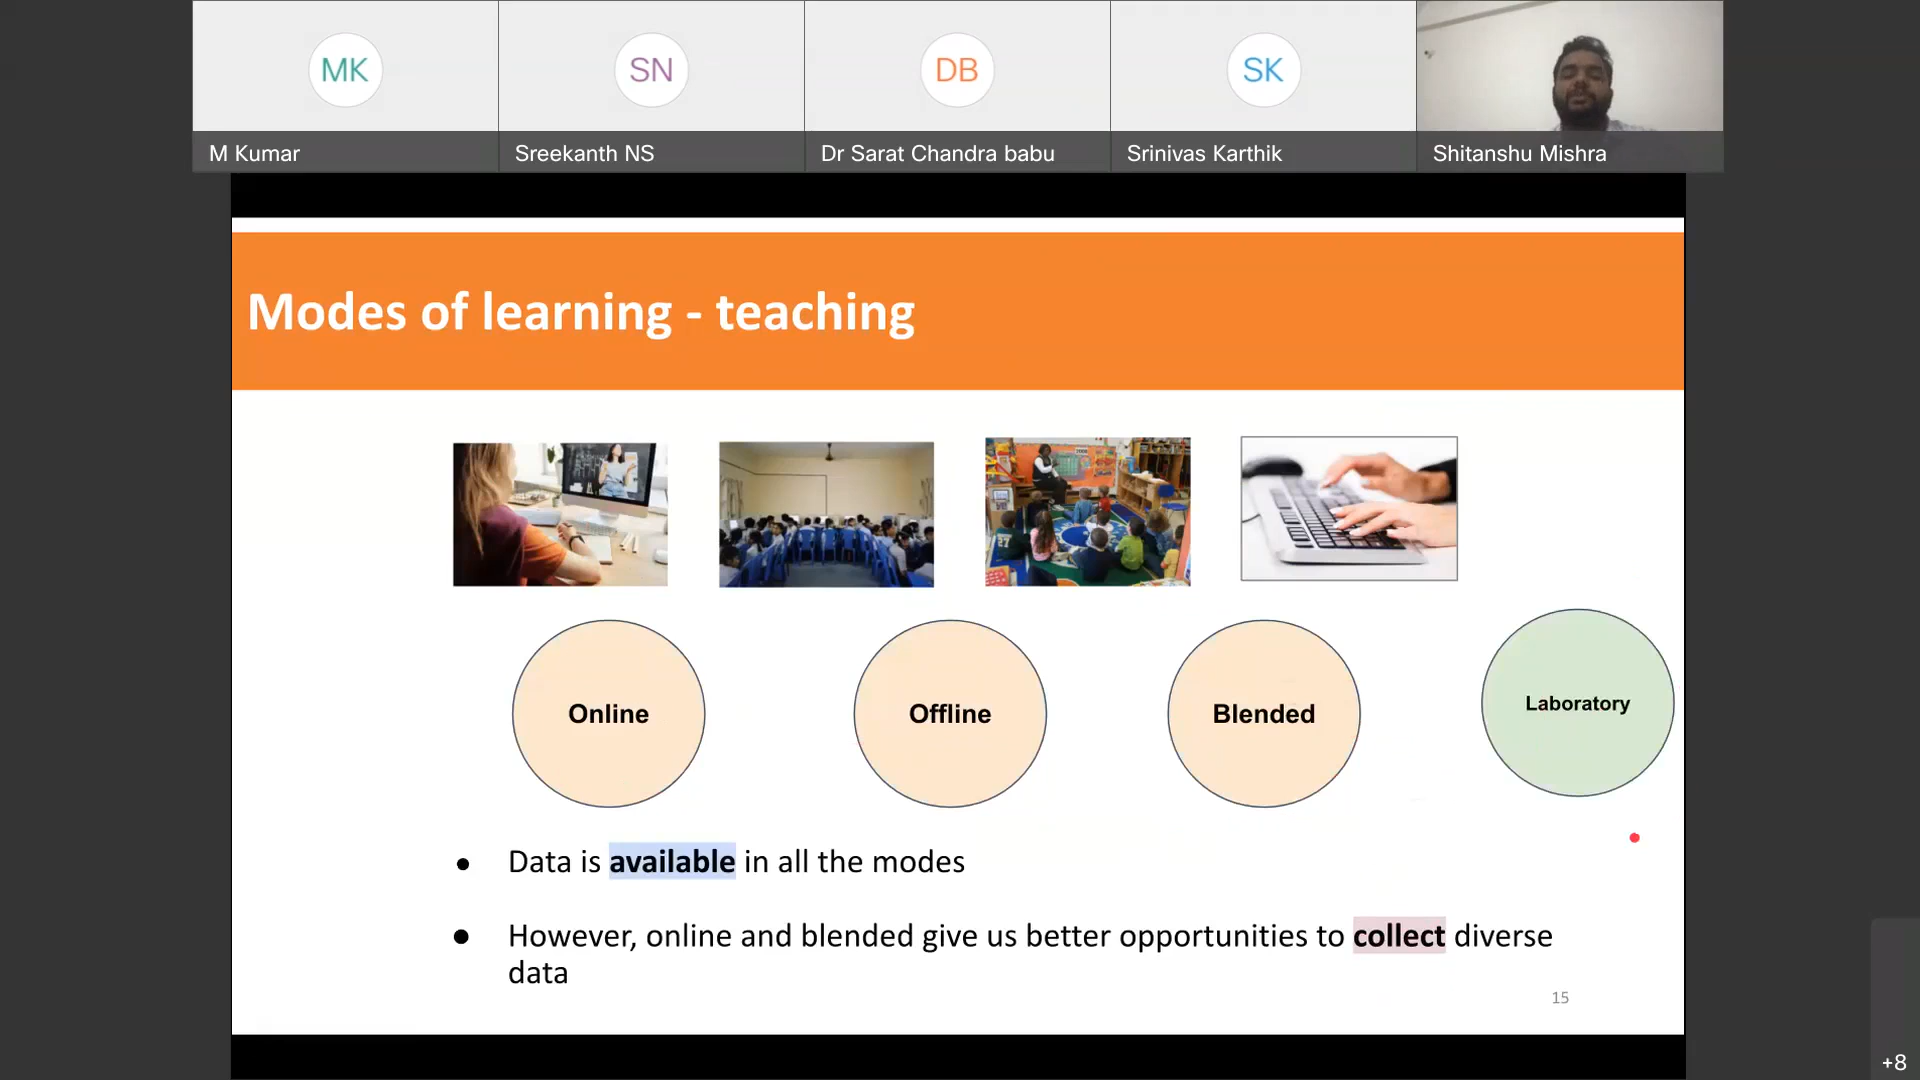 MK
SN
DB
SK
M Kumar
Sreekanth NS
Dr Sarat Chandra babu
Srinivas Karthik
Shitanshu Mishra
Modes of learning - teaching
Online
Offline
Blended
Laboratory
● Data is available in all the modes
● However, online and blended give us better opportunities to collect diverse
data
15
+8